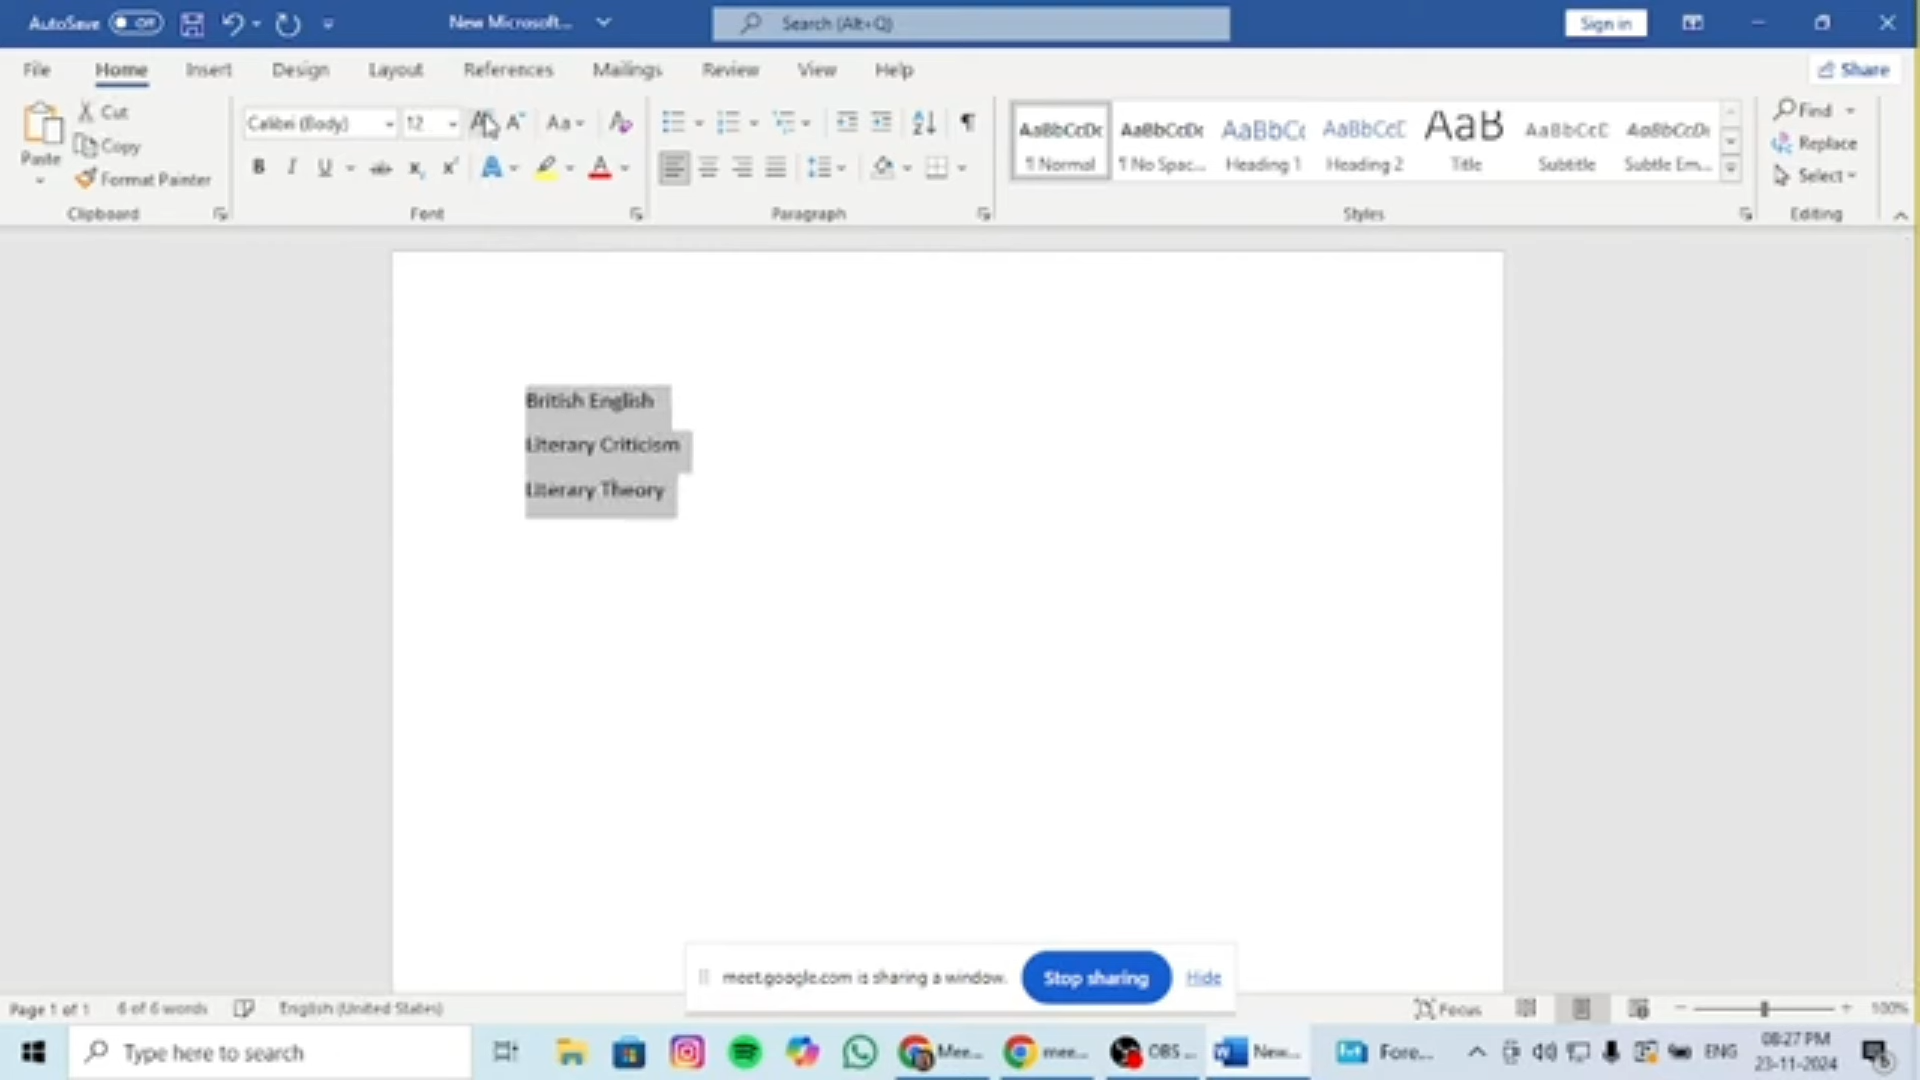 AutoSave Off New Microsoft... Search (Alt+Q) Sign in
File Home Insert Design Layout References Mailings Review View Help Share
Paste
Cut
Copy
Format Painter
Clipboard
Calibri (Body) 12
Font
Paragraph
AaBbCcDc AaBbCcDc AaBbCc AaBbCcC AaB AaBbCcC AaBbCcDc
¶ Normal ¶ No Spac... Heading 1 Heading 2 Title Subtitle Subtle Em...
Styles
Find
Replace
Select
Editing
British English
Literary Criticism
Literary Theory
meet.google.com is sharing a window. Stop sharing Hide
Page 1 of 1 6 of 6 words English (United States) Focus 100%
Type here to search Mee... mee... OBS ... New... Fore... ENG 08:27 PM
23-11-2024